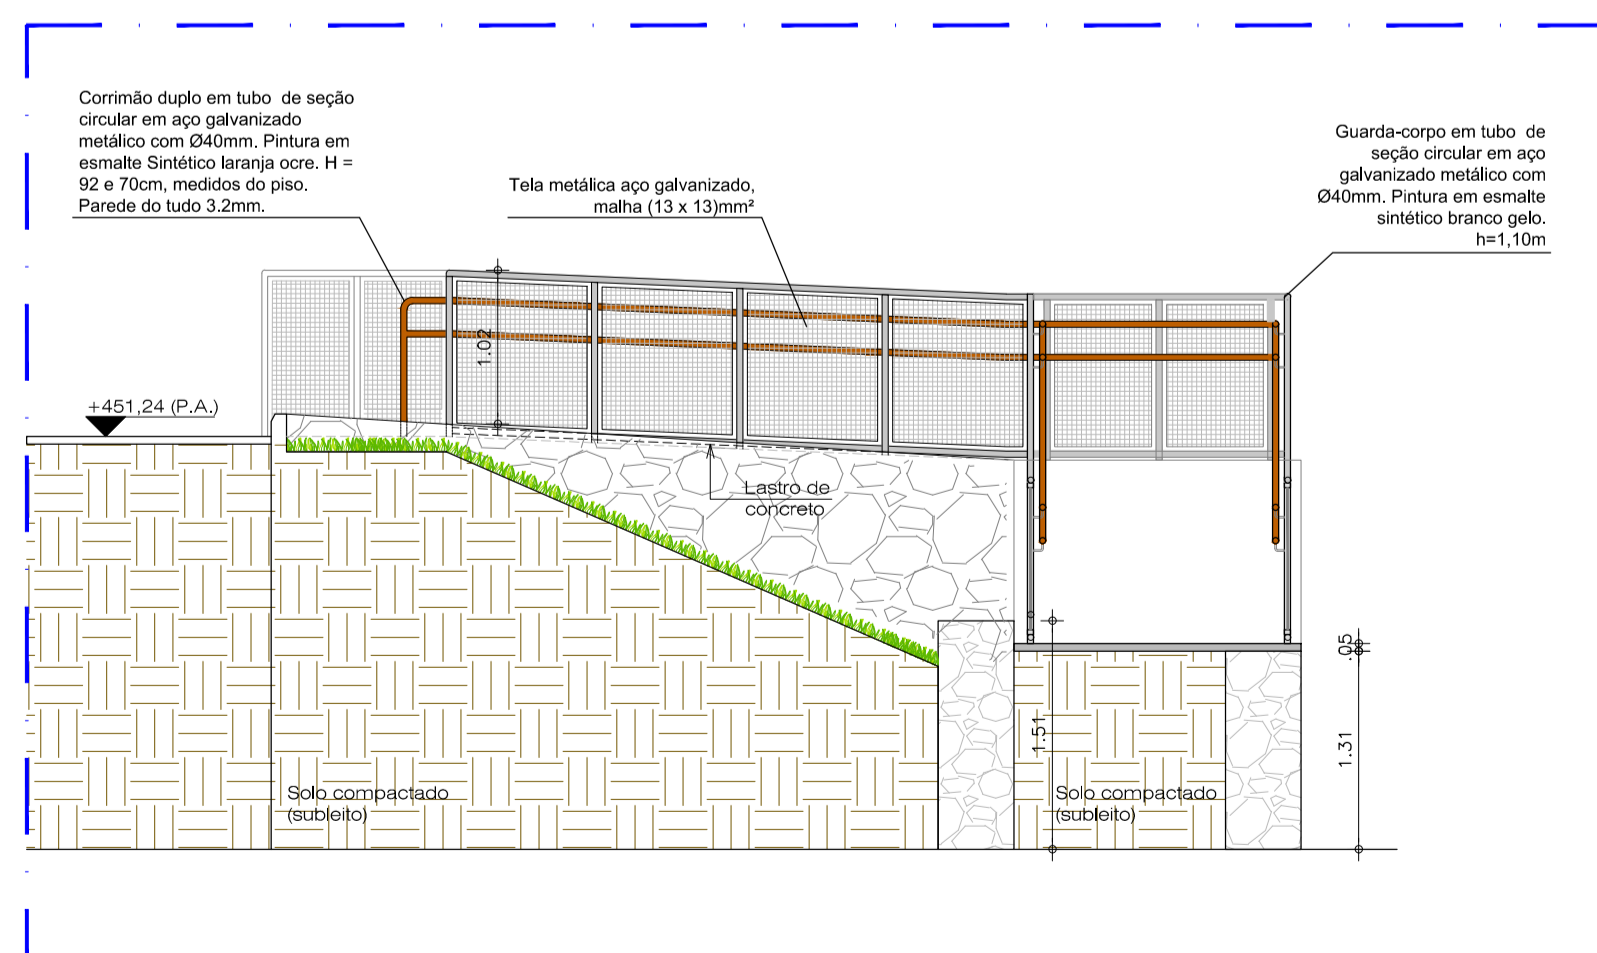 Corrimão duplo em tubo de seção
circular em aço galvanizado
metálico com Ø40mm. Pintura em
esmalte Sintético laranja ocre. H =
92 e 70cm, medidos do piso.
Parede do tudo 3.2mm.
Tela metálica aço galvanizado,
malha (13 x 13)mm²
Guarda-corpo em tubo de
seção circular em aço
galvanizado metálico com
Ø40mm. Pintura em esmalte
sintético branco gelo.
h=1,10m
1.02
+451,24 (P.A.)
Lastro de
concreto
.05
1.51
1.31
Solo compactado
(subleito)
Solo compactado
(subleito)